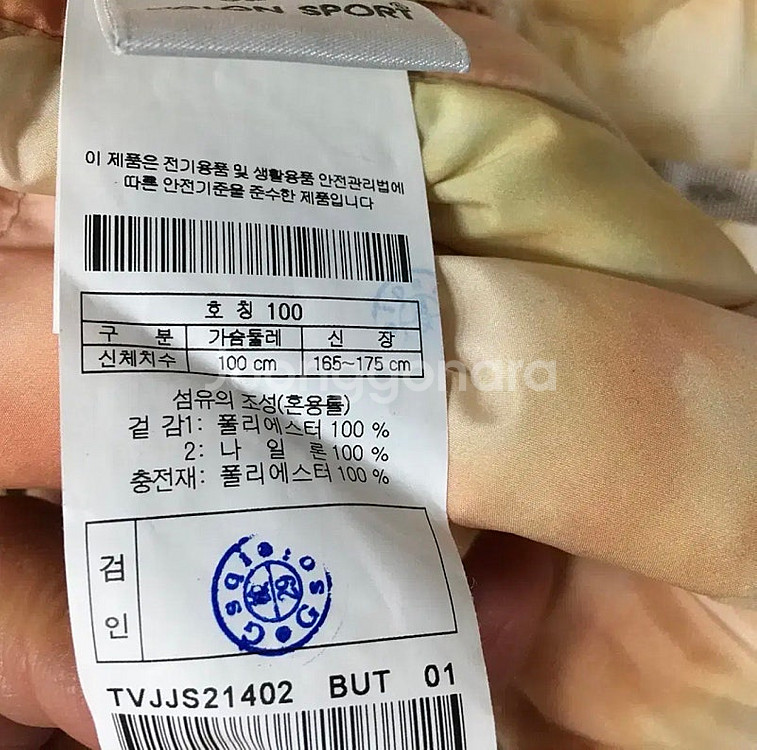 SPORT®
이 제품은 전기용품 및 생활용품 안전관리법에
따른 안전기준을 준수한 제품입니다
호 칭 100
구 분 가슴둘레 신 장
신체치수 100 cm 165~175 cm
joonggonara
섬유의 조성(혼용률)
겉 감1: 폴리에스터 100 %
2: 나 일 론 100 %
충전재: 폴리에스터 100 %
검
인
TVJJS21402 BUT 01